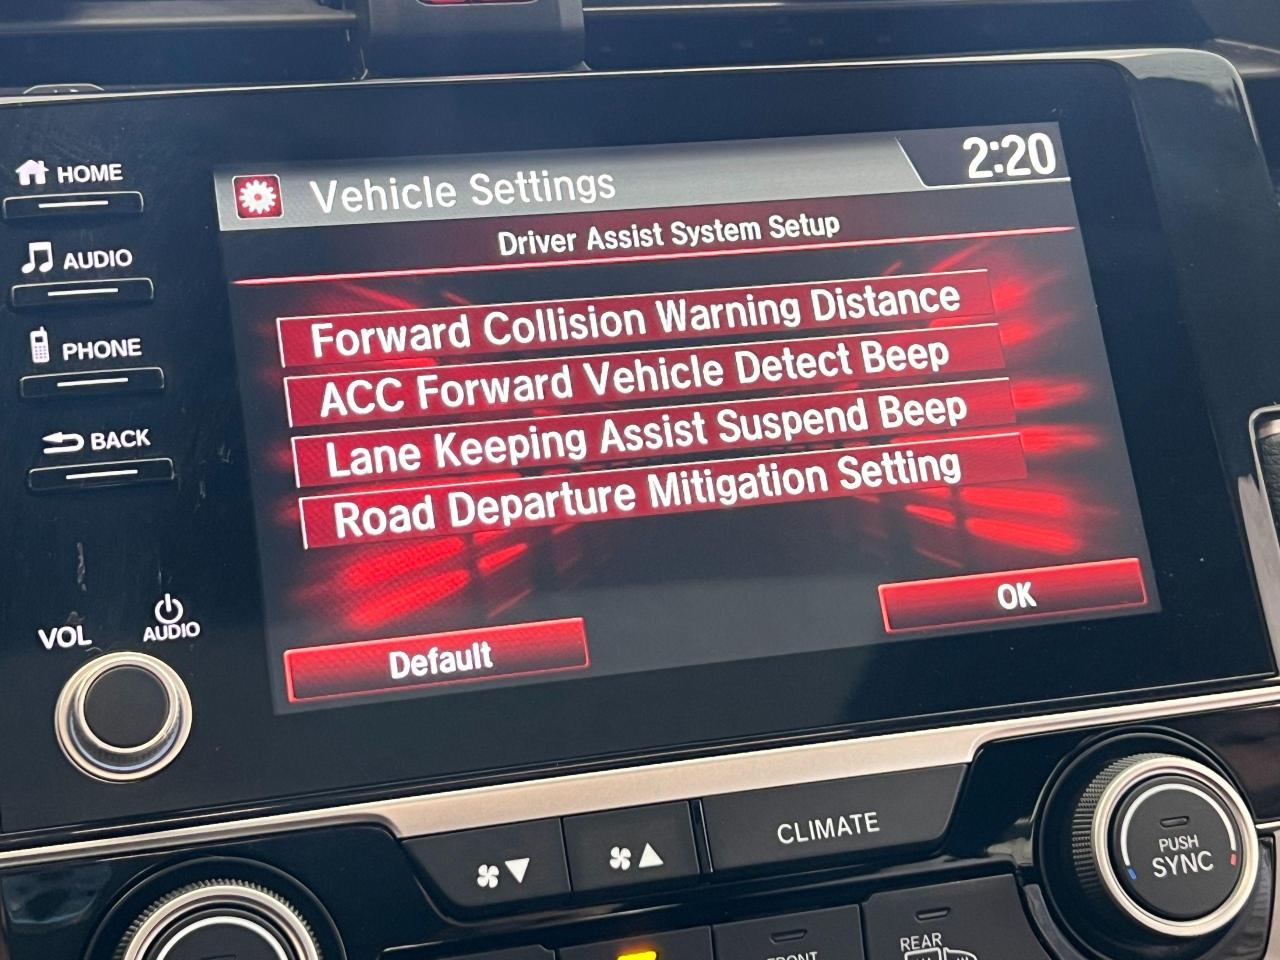 HOME
AUDIO
PHONE
BACK
VOL
AUDIO
Vehicle Settings
2:20
Driver Assist System Setup
Forward Collision Warning Distance
ACC Forward Vehicle Detect Beep
Lane Keeping Assist Suspend Beep
Road Departure Mitigation Setting
Default
OK
CLIMATE
PUSH
SYNC
FRONT
REAR